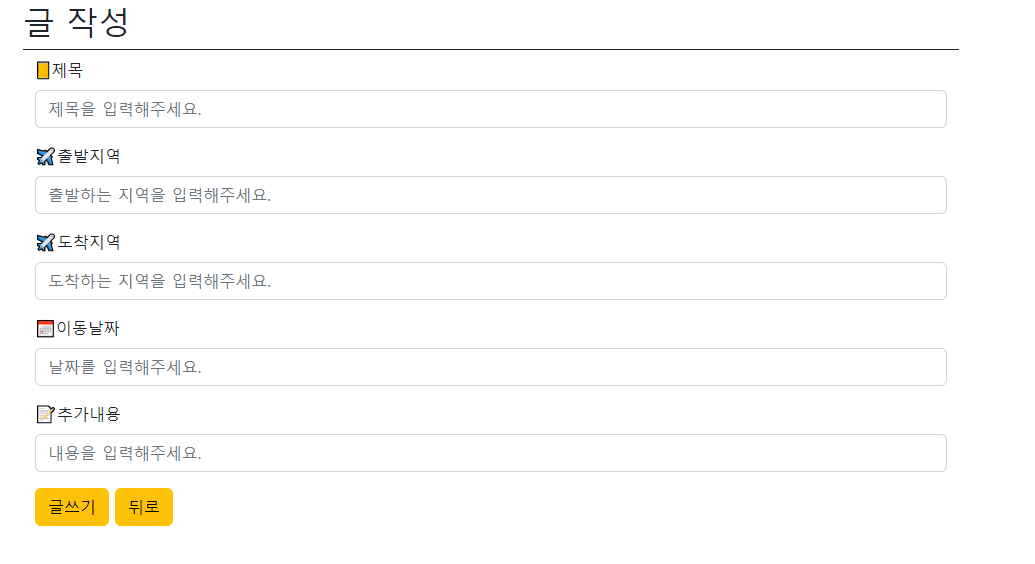 글 작성
📒제목
제목을 입력해주세요.
✈️출발지역
출발하는 지역을 입력해주세요.
✈️도착지역
도착하는 지역을 입력해주세요.
📅이동날짜
날짜를 입력해주세요.
📝추가내용
내용을 입력해주세요.
글쓰기 뒤로